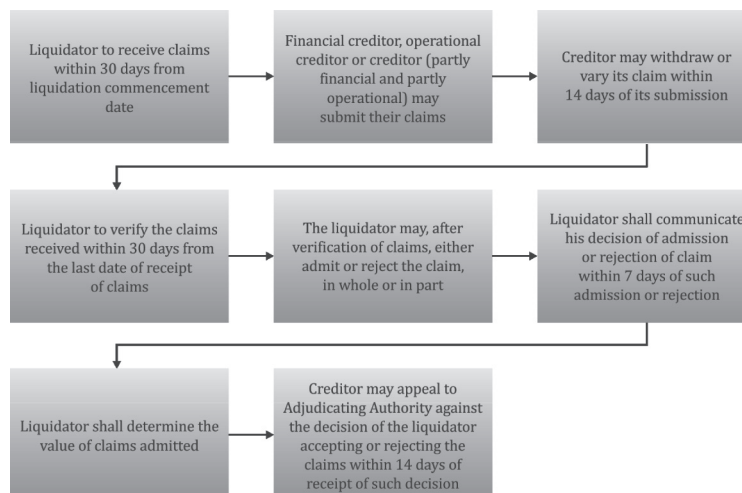 Liquidator to receive claims
within 30 days from
liquidation commencement
date
Financial creditor, operational
creditor or creditor (partly
financial and partly
operational) may
submit their claims
Creditor may withdraw or
vary its claim within
14 days of its submission
Liquidator to verify the claims
received within 30 days from
the last date of receipt
of claims
The liquidator may, after
verification of claims, either
admit or reject the claim,
in whole or in part
Liquidator shall communicate
his decision of admission
or rejection of claim
within 7 days of such
admission or rejection
Liquidator shall determine the
value of claims admitted
Creditor may appeal to
Adjudicating Authority against
the decision of the liquidator
accepting or rejecting the
claims within 14 days of
receipt of such decision